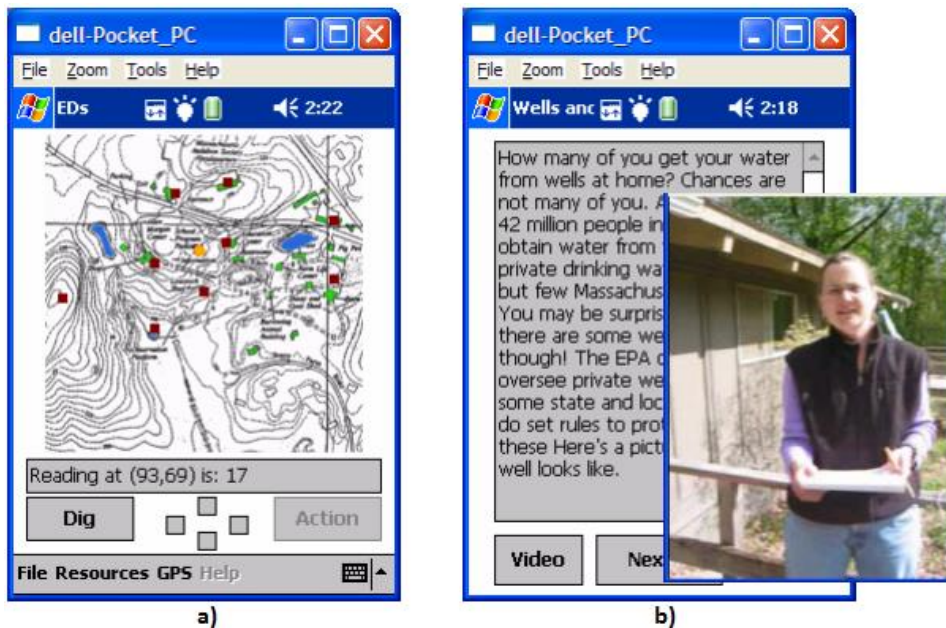 dell-Pocket_PC
File Zoom Tools Help
EDs 2:22
Reading at (93,69) is: 17
Dig Action
File Resources GPS Help
a)
dell-Pocket_PC
File Zoom Tools Help
Wells anc 2:18
How many of you get your water
from wells at home? Chances are
not many of you. A
42 million people in
obtain water from
private drinking wa
but few Massachus
You may be surpris
there are some we
though! The EPA
oversee private we
some state and loc
do set rules to prot
these Here's a pict
well looks like.
Video Nex
b)